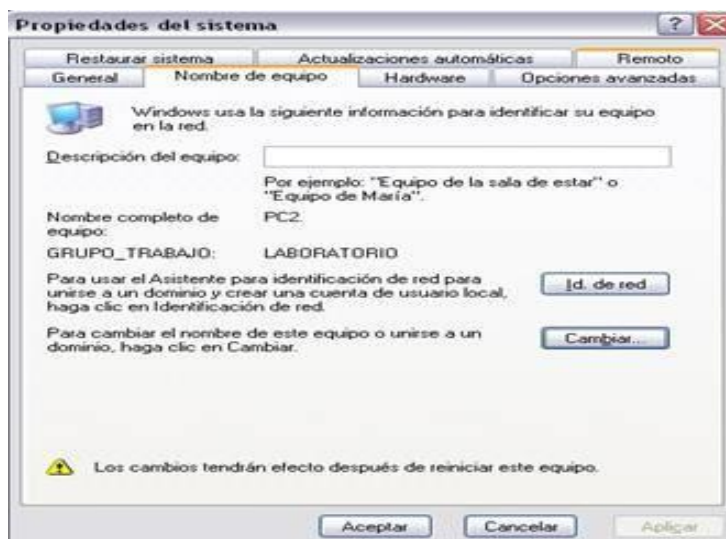 Propiedades del sistema
Restaurar sistema Actualizaciones automáticas Remoto
General Nombre de equipo Hardware Opciones avanzadas
Windows usa la siguiente información para identificar su equipo
en la red.
Descripción del equipo:
Por ejemplo: "Equipo de la sala de estar" o
"Equipo de María".
Nombre completo de PC2.
equipo:
GRUPO_TRABAJO: LABORATORIO
Para usar el Asistente para identificación de red para
unirse a un dominio y crear una cuenta de usuario local,
haga clic en Identificación de red.
Id. de red
Para cambiar el nombre de este equipo o unirse a un
dominio, haga clic en Cambiar.
Cambiar...
Los cambios tendrán efecto después de reiniciar este equipo.
Aceptar Cancelar Aplicar